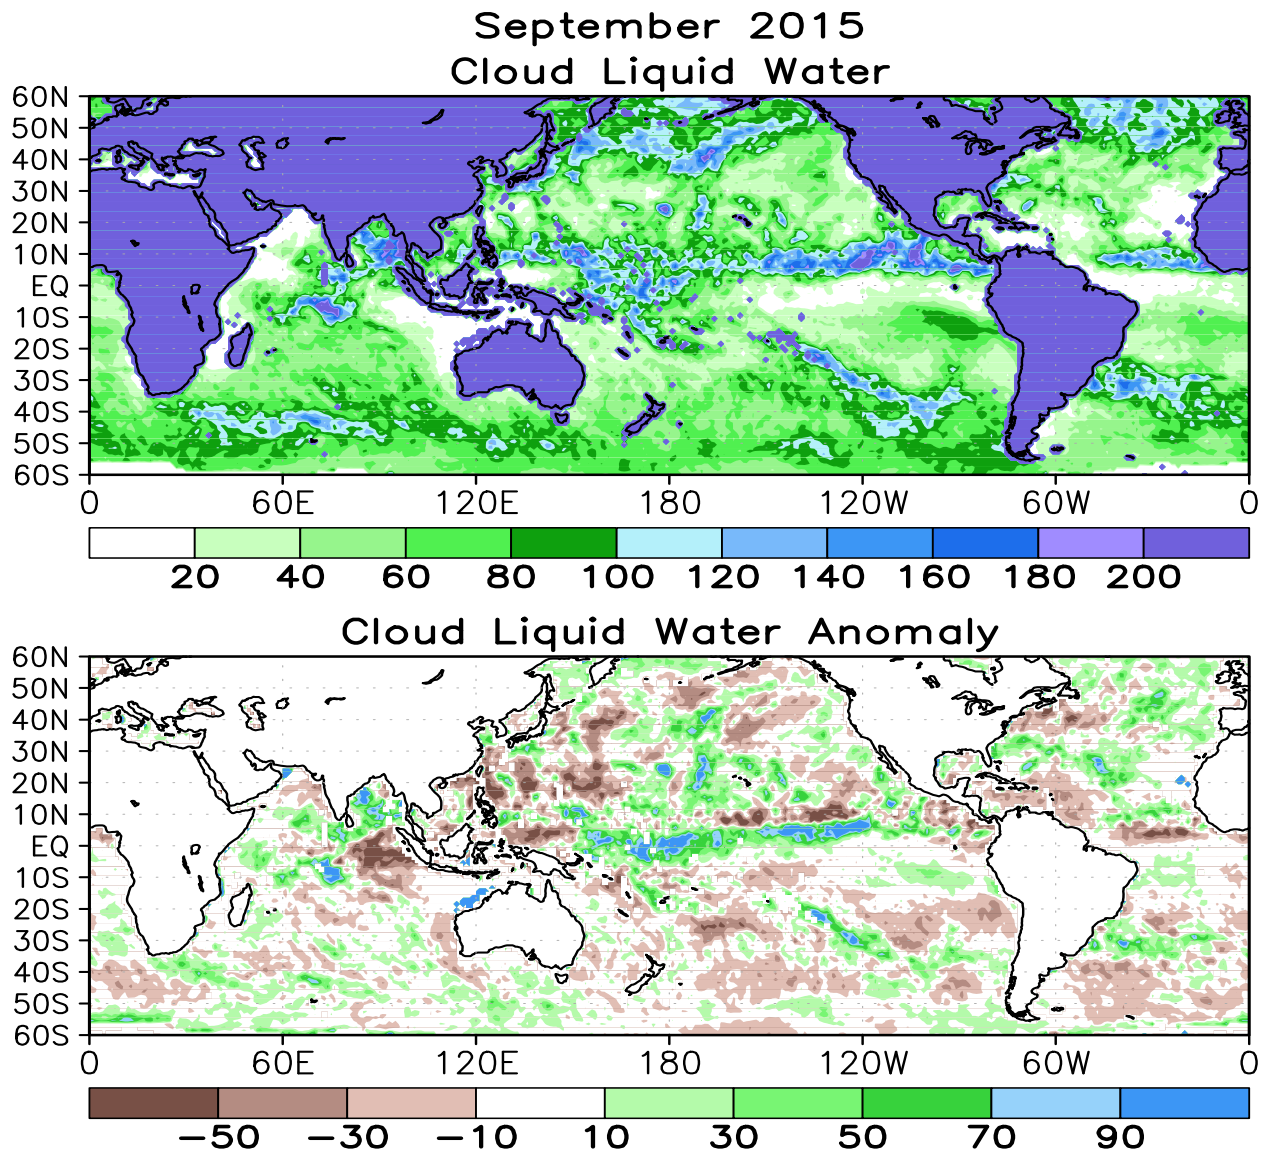 September 2015
Cloud Liquid Water
60N
50N
40N
30N
20N
10N
EQ
10S
20S
30S
40S
50S
60S
0 60E 120E 180 120W 60W 0
20 40 60 80 100 120 140 160 180 200
Cloud Liquid Water Anomaly
60N
50N
40N
30N
20N
10N
EQ
10S
20S
30S
40S
50S
60S
0 60E 120E 180 120W 60W 0
−50 −30 −10 10 30 50 70 90